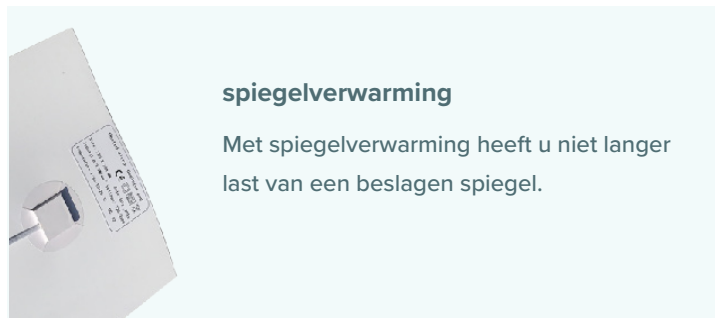 spiegelverwarming
Met spiegelverwarming heeft u niet langer
last van een beslagen spiegel.